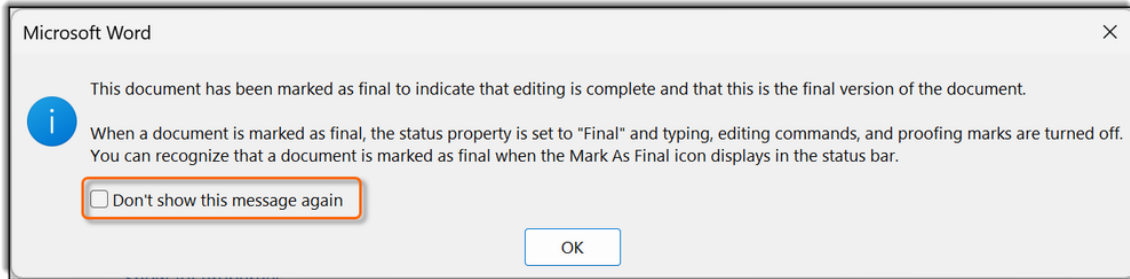 Microsoft Word
This document has been marked as final to indicate that editing is complete and that this is the final version of the document.
When a document is marked as final, the status property is set to "Final" and typing, editing commands, and proofing marks are turned off.
You can recognize that a document is marked as final when the Mark As Final icon displays in the status bar.
Don't show this message again
OK